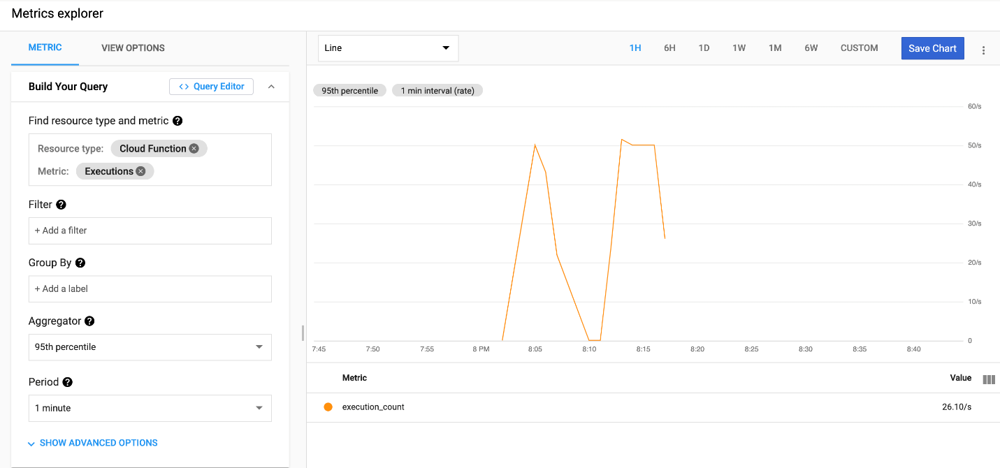 Metrics explorer
METRIC
VIEW OPTIONS
Build Your Query
<> Query Editor
Find resource type and metric ?
Resource type: Cloud Function
Metric: Executions
Filter ?
+ Add a filter
Group By ?
+ Add a label
Aggregator ?
95th percentile
Period ?
1 minute
SHOW ADVANCED OPTIONS
Line
1H 6H 1D 1W 1M 6W CUSTOM
Save Chart
95th percentile
1 min interval (rate)
60/s
50/s
40/s
30/s
20/s
10/s
0
7:45 7:50 7:55 8 PM 8:05 8:10 8:15 8:20 8:25 8:30 8:35 8:40
Metric Value
execution_count 26.10/s